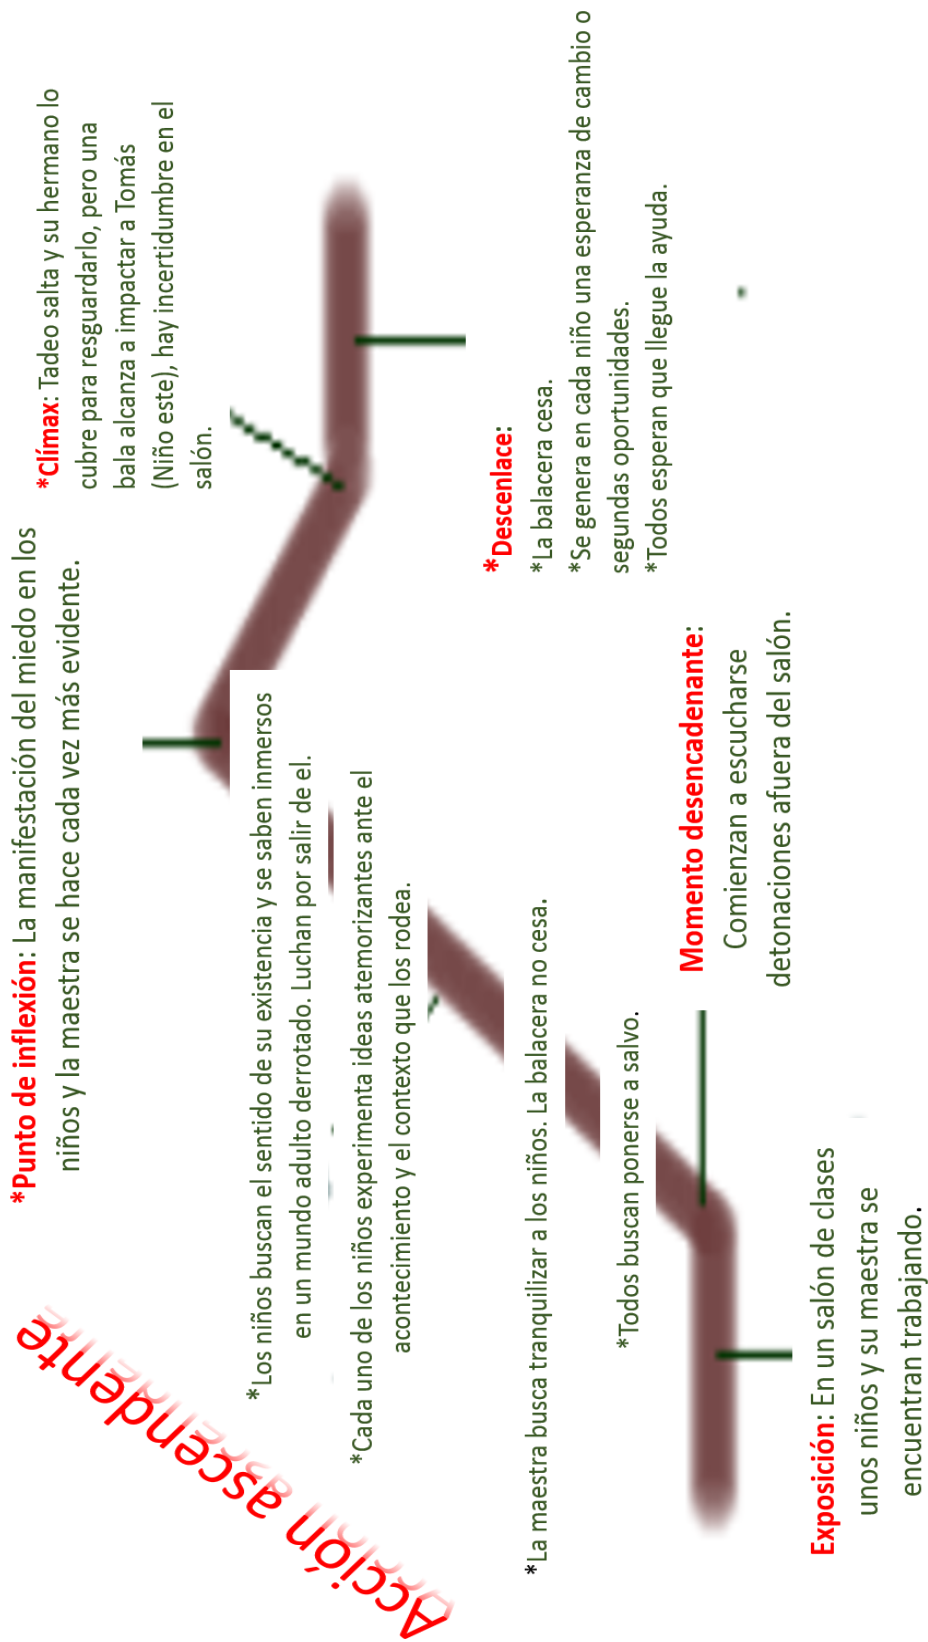 *Punto de inflexión: La manifestación del miedo en los
niños y la maestra se hace cada vez más evidente.
*Clímax: Tadeo salta y su hermano lo
cubre para resguardarlo, pero una
bala alcanza a impactar a Tomás
(Niño este), hay incertidumbre en el
salón.
Acción ascendente
*Los niños buscan el sentido de su existencia y se saben inmersos
en un mundo adulto derrotado. Luchan por salir de el.
*Cada uno de los niños experimenta ideas atemorizantes ante el
acontecimiento y el contexto que los rodea.
*La maestra busca tranquilizar a los niños. La balacera no cesa.
*Todos buscan ponerse a salvo.
*Descenlace:
*La balacera cesa.
*Se genera en cada niño una esperanza de cambio o
segundas oportunidades.
*Todos esperan que llegue la ayuda.
Momento desencadenante:
Comienzan a escucharse
detonaciones afuera del salón.
Exposición: En un salón de clases
unos niños y su maestra se
encuentran trabajando.